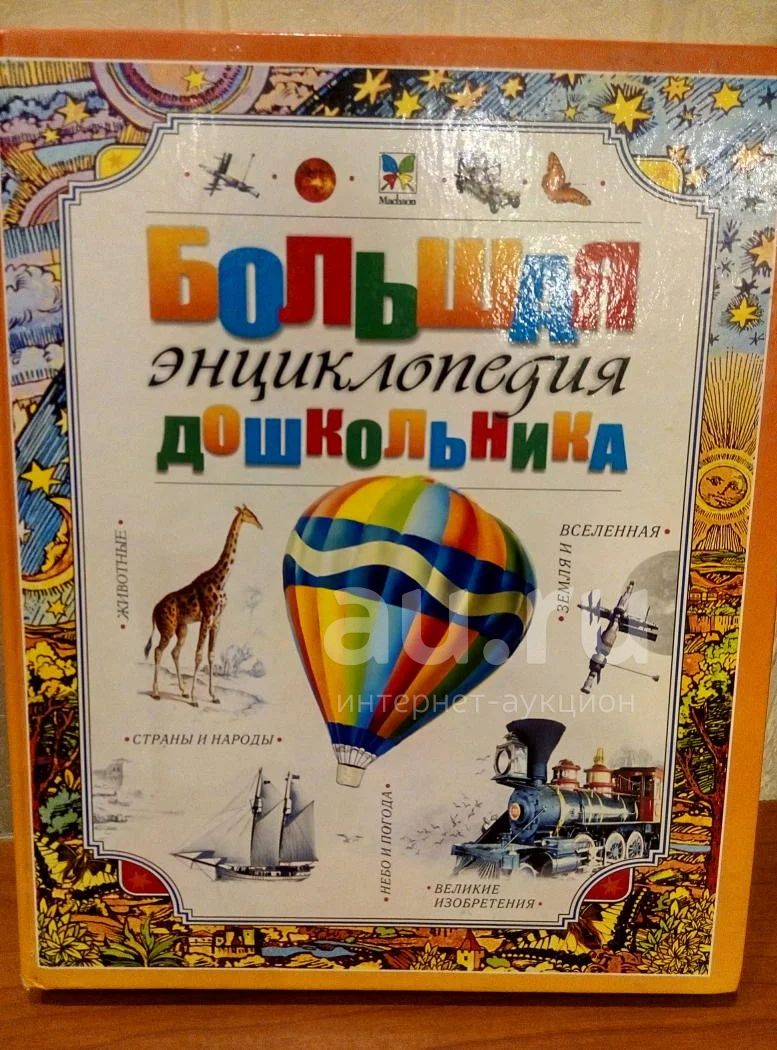 Machaon
БОЛЬШАЯ
энциклопедия
ДОШКОЛЬНИКА
ЖИВОТНЫЕ
ЗЕМЛЯ И
ВСЕЛЕННАЯ
au.ru
интернет-аукцион
СТРАНЫ И НАРОДЫ
НЕБО И ПОГОДА
ВЕЛИКИЕ
ИЗОБРЕТЕНИЯ